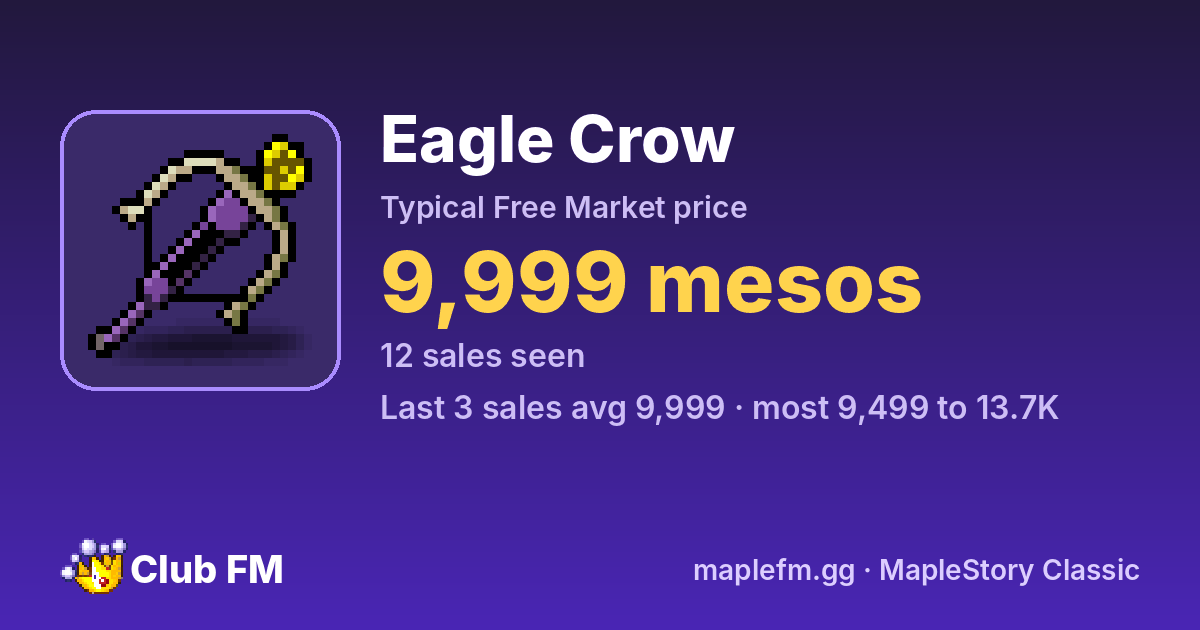 Eagle Crow
Typical Free Market price
9,999 mesos
12 sales seen
Last 3 sales avg 9,999 · most 9,499 to 13.7K
Club FM
maplefm.gg · MapleStory Classic